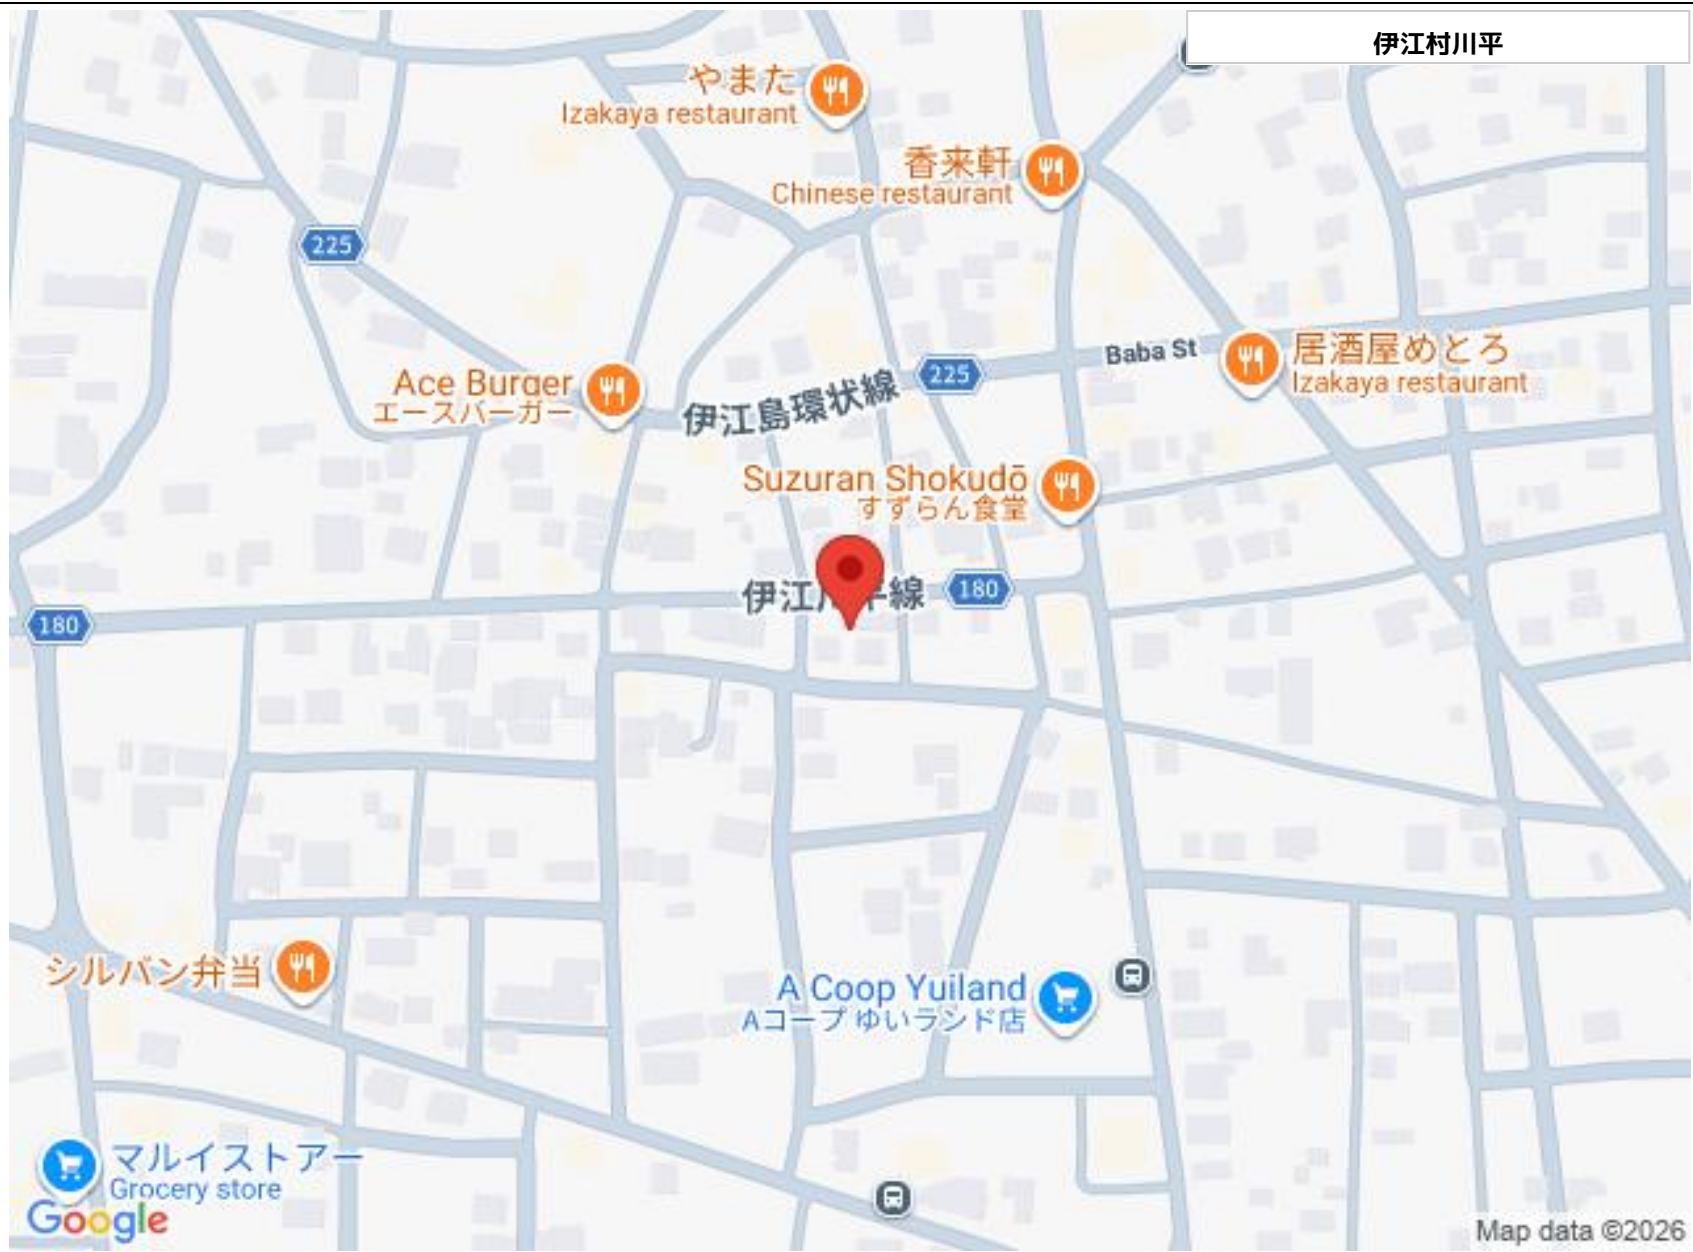 伊江村川平
やまた
Izakaya restaurant
香来軒
Chinese restaurant
225
Baba St
居酒屋めとろ
Izakaya restaurant
225
Ace Burger
エースバーガー
伊江島環状線
Suzuran Shokudō
すずらん食堂
伊江川平線
180
180
シルバン弁当
A Coop Yuiland
Aコープ ゆいランド店
マルイストアー
Grocery store
Google
Map data ©2026